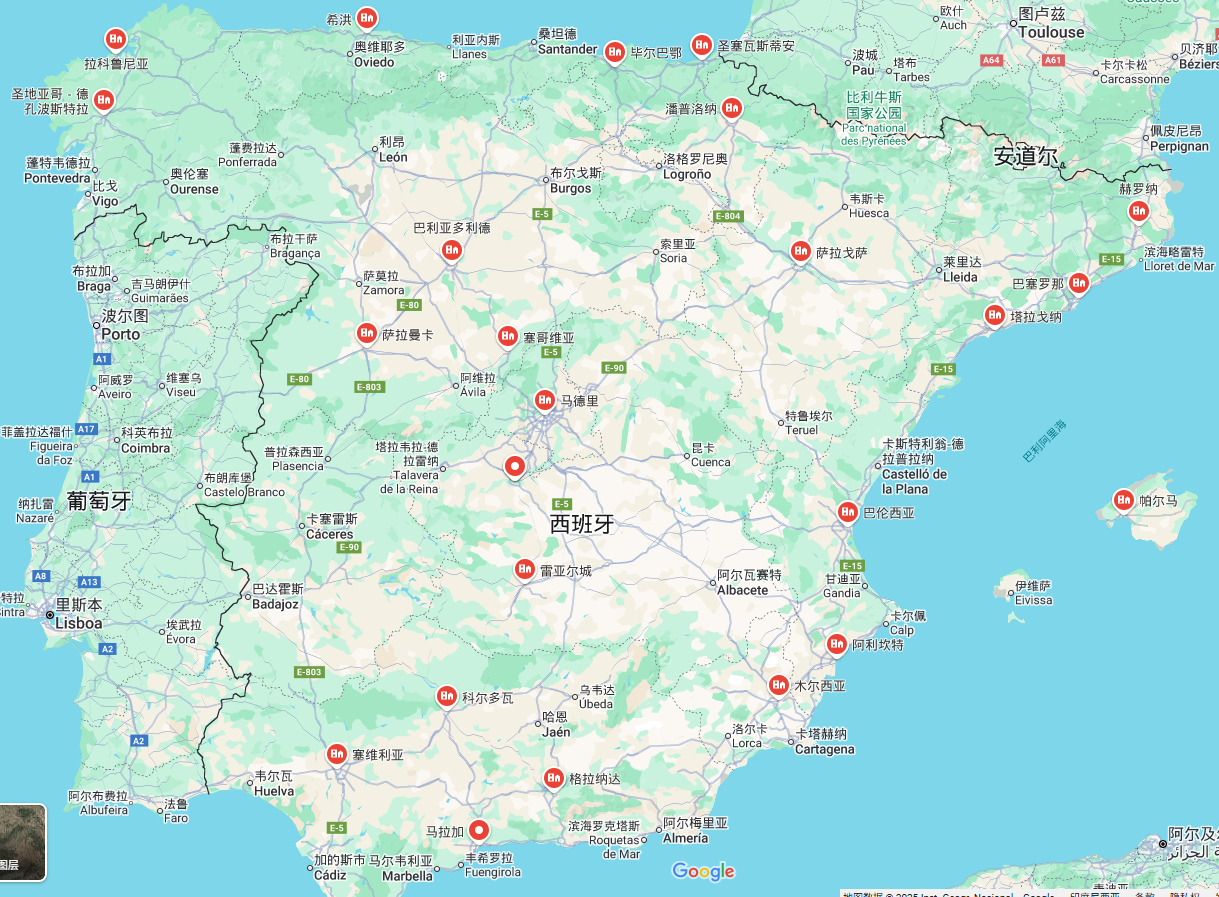 欧什
Auch
图卢兹
Toulouse
希洪
拉科鲁尼亚
奥维耶多
Oviedo
利亚内斯
Llanes
桑坦德
Santander
毕尔巴鄂
圣塞瓦斯蒂安
波城
Pau
塔布
Tarbes
A64
A61
卡尔卡松
Carcassonne
贝济耶
Béziers
圣地亚哥-德
孔波斯特拉
潘普洛纳
比利牛斯
国家公园
Parc national
des Pyrénées
佩皮尼昂
Perpignan
安道尔
蓬费拉达
Ponferrada
利昂
León
蓬特韦德拉
Pontevedra
比戈
Vigo
奥伦塞
Ourense
布尔戈斯
Burgos
洛格罗尼奥
Logroño
韦斯卡
Huesca
赫罗纳
E-5
E-804
巴利亚多利德
布拉干萨
Bragança
索里亚
Soria
萨拉戈萨
莱里达
Lleida
E-15
滨海略雷特
Lloret de Mar
布拉加
Braga
吉马朗伊什
Guimarães
萨莫拉
Zamora
巴塞罗那
E-80
波尔图
Porto
塔拉戈纳
萨拉曼卡
塞哥维亚
E-5
A1
E-90
E-15
阿威罗
Aveiro
维塞乌
Viseu
E-80
E-803
阿维拉
Ávila
马德里
特鲁埃尔
Teruel
巴利阿里海
菲盖拉达福什
Figueira
da Foz
A17
科英布拉
Coimbra
普拉森西亚
Plasencia
塔拉韦拉-德
拉雷纳
Talavera
de la Reina
昆卡
Cuenca
卡斯特利翁-德
拉普拉纳
Castelló de
la Plana
A1
布朗库堡
Castelo Branco
纳扎雷
Nazaré
葡萄牙
E-5
西班牙
巴伦西亚
帕尔马
卡塞雷斯
Cáceres
E-90
雷亚尔城
A8
A13
巴达霍斯
Badajoz
阿尔瓦赛特
Albacete
E-15
甘迪亚
Gandia
伊维萨
Eivissa
特拉
Sintra
里斯本
Lisboa
埃武拉
Évora
卡尔佩
Calp
A2
阿利坎特
E-803
科尔多瓦
乌韦达
Úbeda
木尔西亚
哈恩
Jaén
洛尔卡
Lorca
卡塔赫纳
Cartagena
A2
塞维利亚
韦尔瓦
Huelva
格拉纳达
阿尔布费拉
Albufeira
法鲁
Faro
E-5
马拉加
滨海罗克塔斯
Roquetas
de Mar
阿尔梅里亚
Almería
加的斯市
Cádiz
马尔韦利亚
Marbella
丰希罗拉
Fuengirola
图层
Google